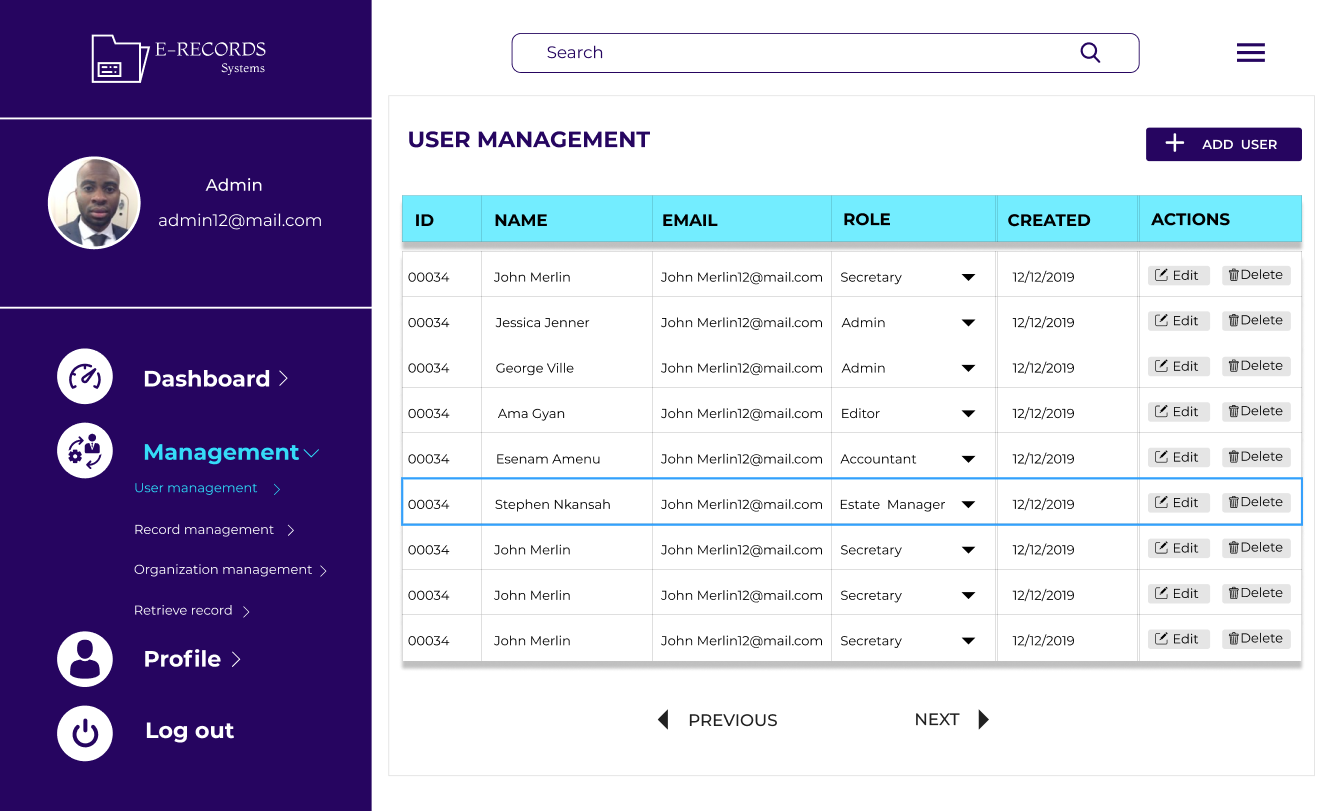 E-RECORDS
Systems
Admin
admin12@mail.com
Dashboard
Management
User management
Record management
Organization management
Retrieve record
Profile
Log out
Search
USER MANAGEMENT
ADD USER
ID NAME EMAIL ROLE CREATED ACTIONS
00034 John Merlin John Merlin12@mail.com Secretary 12/12/2019 Edit Delete
00034 Jessica Jenner John Merlin12@mail.com Admin 12/12/2019 Edit Delete
00034 George Ville John Merlin12@mail.com Admin 12/12/2019 Edit Delete
00034 Ama Gyan John Merlin12@mail.com Editor 12/12/2019 Edit Delete
00034 Esenam Amenu John Merlin12@mail.com Accountant 12/12/2019 Edit Delete
00034 Stephen Nkansah John Merlin12@mail.com Estate Manager 12/12/2019 Edit Delete
00034 John Merlin John Merlin12@mail.com Secretary 12/12/2019 Edit Delete
00034 John Merlin John Merlin12@mail.com Secretary 12/12/2019 Edit Delete
00034 John Merlin John Merlin12@mail.com Secretary 12/12/2019 Edit Delete
PREVIOUS NEXT